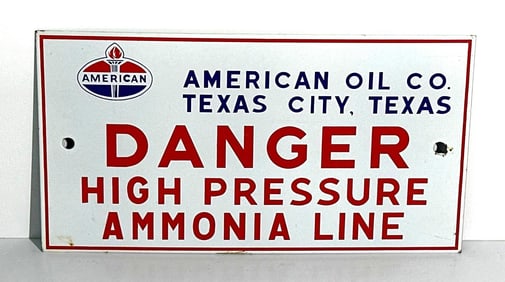 AMERICAN
AMERICAN OIL CO.
TEXAS CITY, TEXAS
DANGER
HIGH PRESSURE
AMMONIA LINE